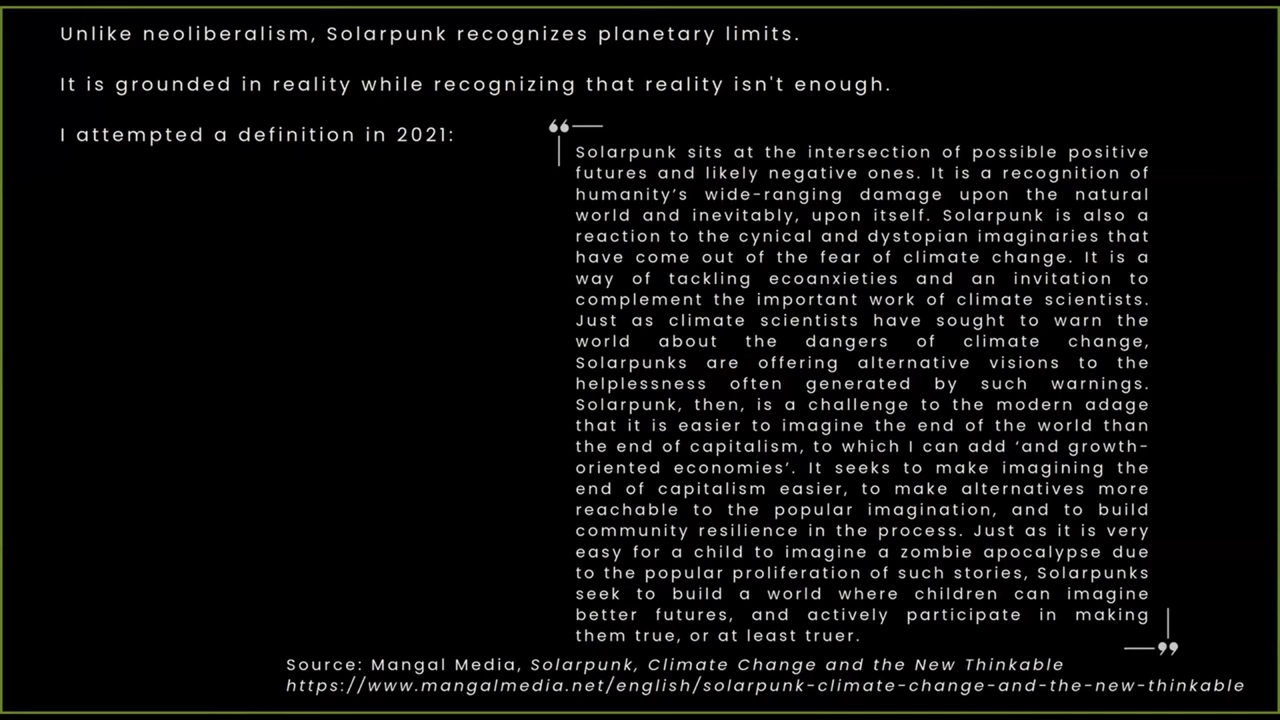 Unlike neoliberalism, Solarpunk recognizes planetary limits.
It is grounded in reality while recognizing that reality isn't enough.
I attempted a definition in 2021:
“
Solarpunk sits at the intersection of possible positive
futures and likely negative ones. It is a recognition of
humanity’s wide-ranging damage upon the natural
world and inevitably, upon itself. Solarpunk is also a
reaction to the cynical and dystopian imaginaries that
have come out of the fear of climate change. It is a
way of tackling ecoanxieties and an invitation to
complement the important work of climate scientists.
Just as climate scientists have sought to warn the
world about the dangers of climate change,
Solarpunks are offering alternative visions to the
helplessness often generated by such warnings.
Solarpunk, then, is a challenge to the modern adage
that it is easier to imagine the end of the world than
the end of capitalism, to which I can add ‘and growth-
oriented economies’. It seeks to make imagining the
end of capitalism easier, to make alternatives more
reachable to the popular imagination, and to build
community resilience in the process. Just as it is very
easy for a child to imagine a zombie apocalypse due
to the popular proliferation of such stories, Solarpunks
seek to build a world where children can imagine
better futures, and actively participate in making
them true, or at least truer.
”
Source: Mangal Media, Solarpunk, Climate Change and the New Thinkable
https://www.mangalmedia.net/english/solarpunk-climate-change-and-the-new-thinkable